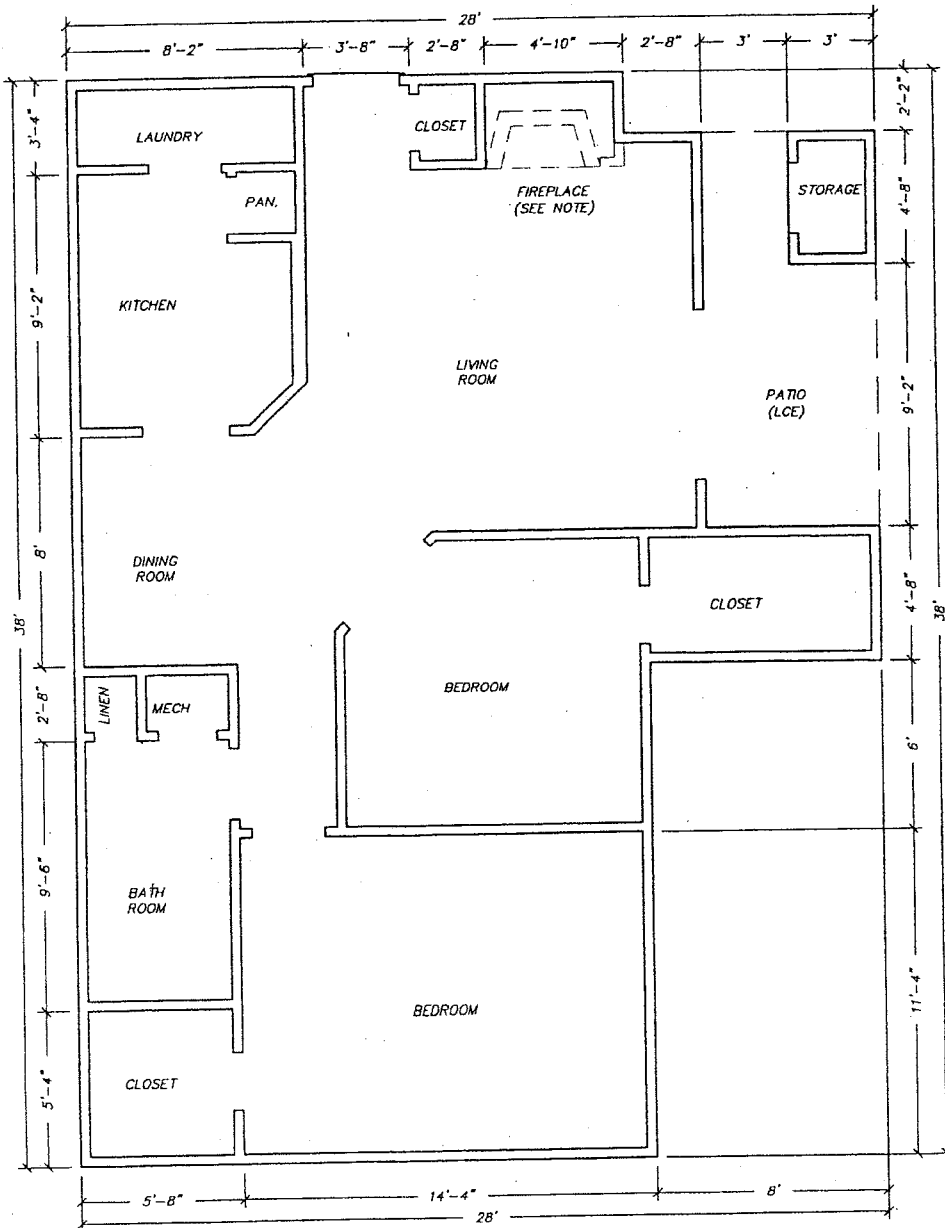 28'
8'-2" 3'-8" 2'-8" 4'-10" 2'-8" 3' 3'
3'-4"
2'-2"
LAUNDRY
CLOSET
PAN.
FIREPLACE
(SEE NOTE)
STORAGE
4'-8"
9'-2"
KITCHEN
LIVING
ROOM
PATIO
(LCE)
9'-2"
8'
DINING
ROOM
CLOSET
4'-8"
38'
38'
2'-8"
LINEN
MECH
BEDROOM
6'
9'-6"
BATH
ROOM
BEDROOM
11'-4"
5'-4"
CLOSET
5'-8" 14'-4" 8'
28'